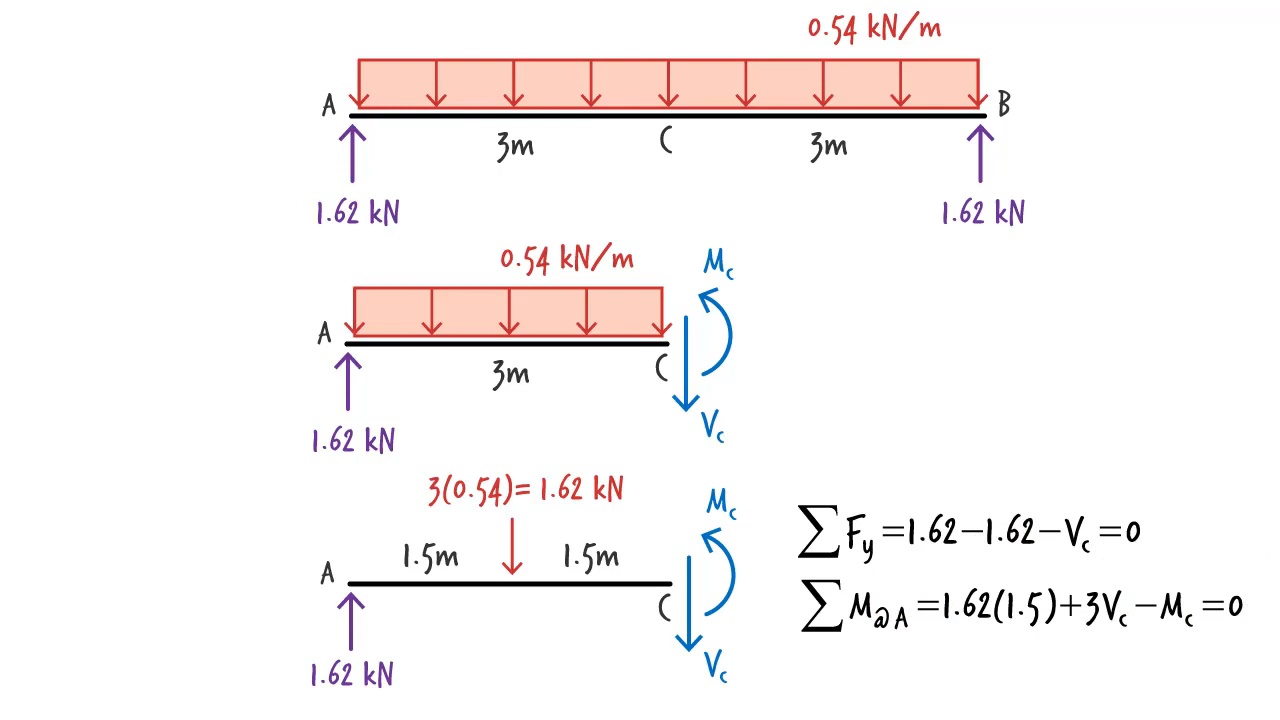 0.54 kN/m
A B
3m C 3m
1.62 kN 1.62 kN
0.54 kN/m Mc
A
3m C
Vc
1.62 kN
3(0.54)= 1.62 kN Mc
1.5m 1.5m
A
C
Vc
1.62 kN
∑Fy=1.62−1.62−Vc=0
∑M@A=1.62(1.5)+3Vc−Mc=0